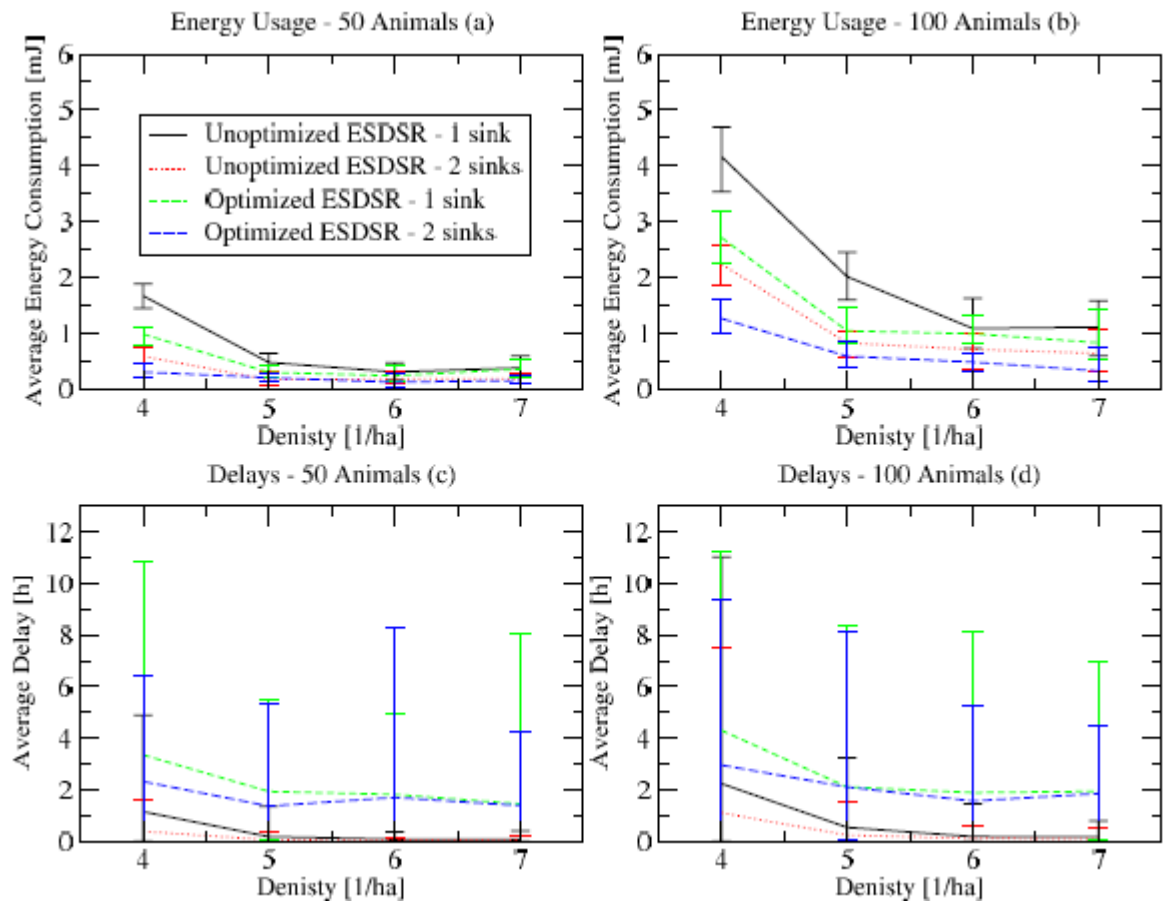 Energy Usage - 50 Animals (a)
Energy Usage - 100 Animals (b)
Average Energy Consumption [mJ]
6
5
4
3
2
1
0
Unoptimized ESDSR - 1 sink
Unoptimized ESDSR - 2 sinks
Optimized ESDSR - 1 sink
Optimized ESDSR - 2 sinks
4 5 6 7
Denisty [1/ha]
Average Energy Consumption [mJ]
6
5
4
3
2
1
0
4 5 6 7
Denisty [1/ha]
Delays - 50 Animals (c)
Delays - 100 Animals (d)
Average Delay [h]
12
10
8
6
4
2
0
4 5 6 7
Denisty [1/ha]
Average Delay [h]
12
10
8
6
4
2
0
4 5 6 7
Denisty [1/ha]